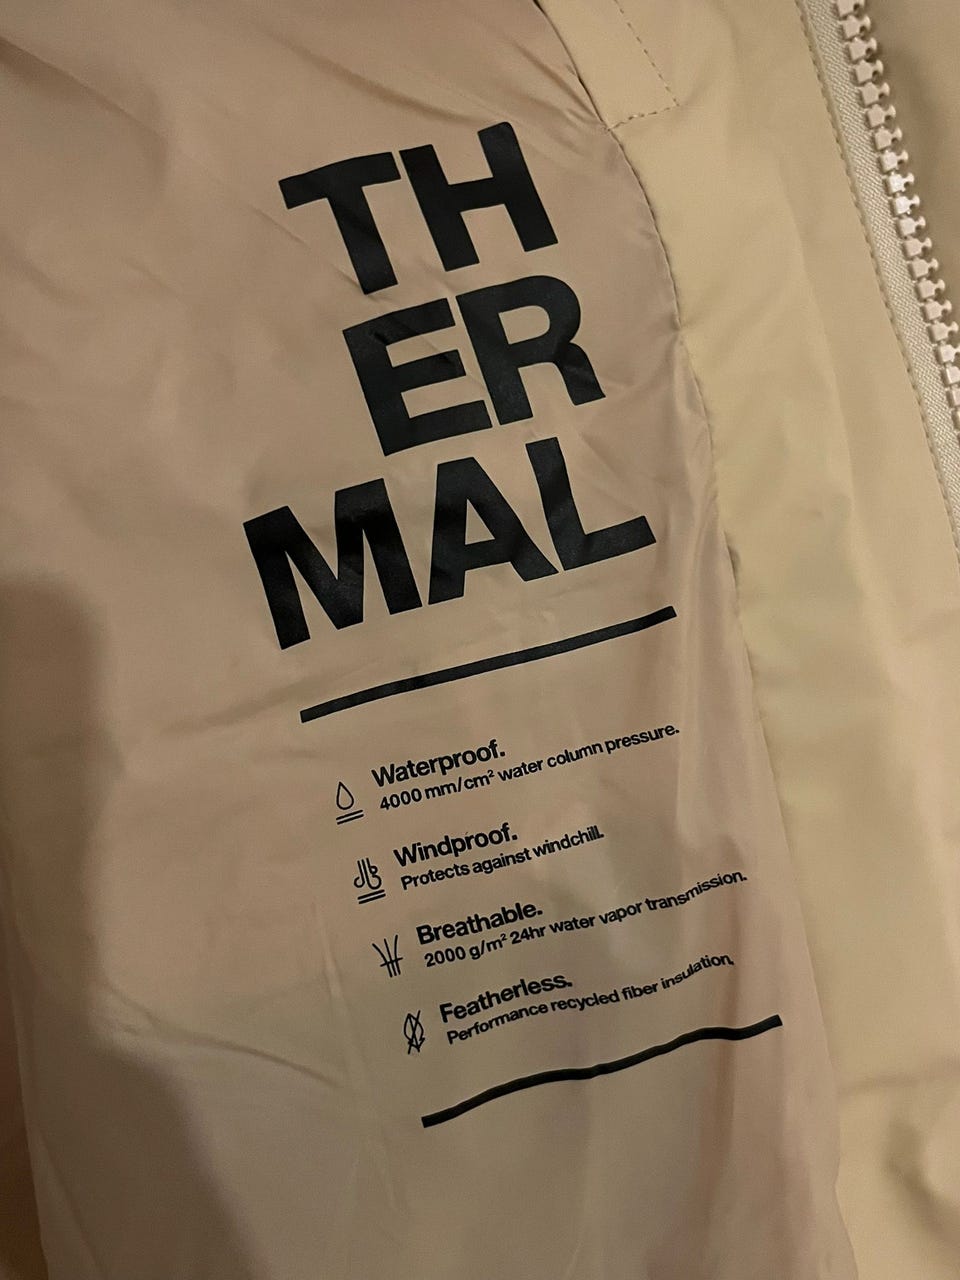 TH
ER
MAL
Waterproof.
4000 mm/cm² water column pressure.
Windproof.
Protects against windchill.
Breathable.
2000 g/m² 24hr water vapor transmission.
Featherless.
Performance recycled fiber insulation.